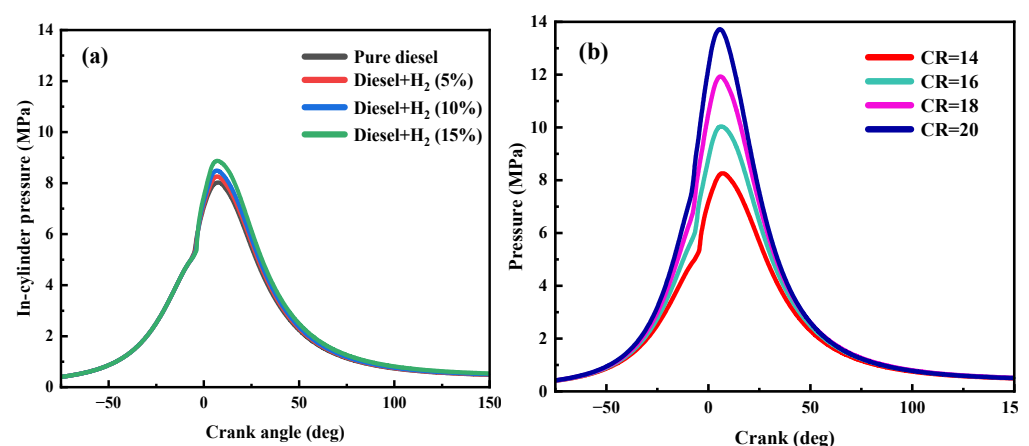 (a)
Pure diesel
Diesel+H₂ (5%)
Diesel+H₂ (10%)
Diesel+H₂ (15%)
In-cylinder pressure (MPa)
14
12
10
8
6
4
2
0
−50
0
50
100
150
Crank angle (deg)
(b)
CR=14
CR=16
CR=18
CR=20
Pressure (MPa)
14
12
10
8
6
4
2
0
−50
0
50
100
15
Crank (deg)